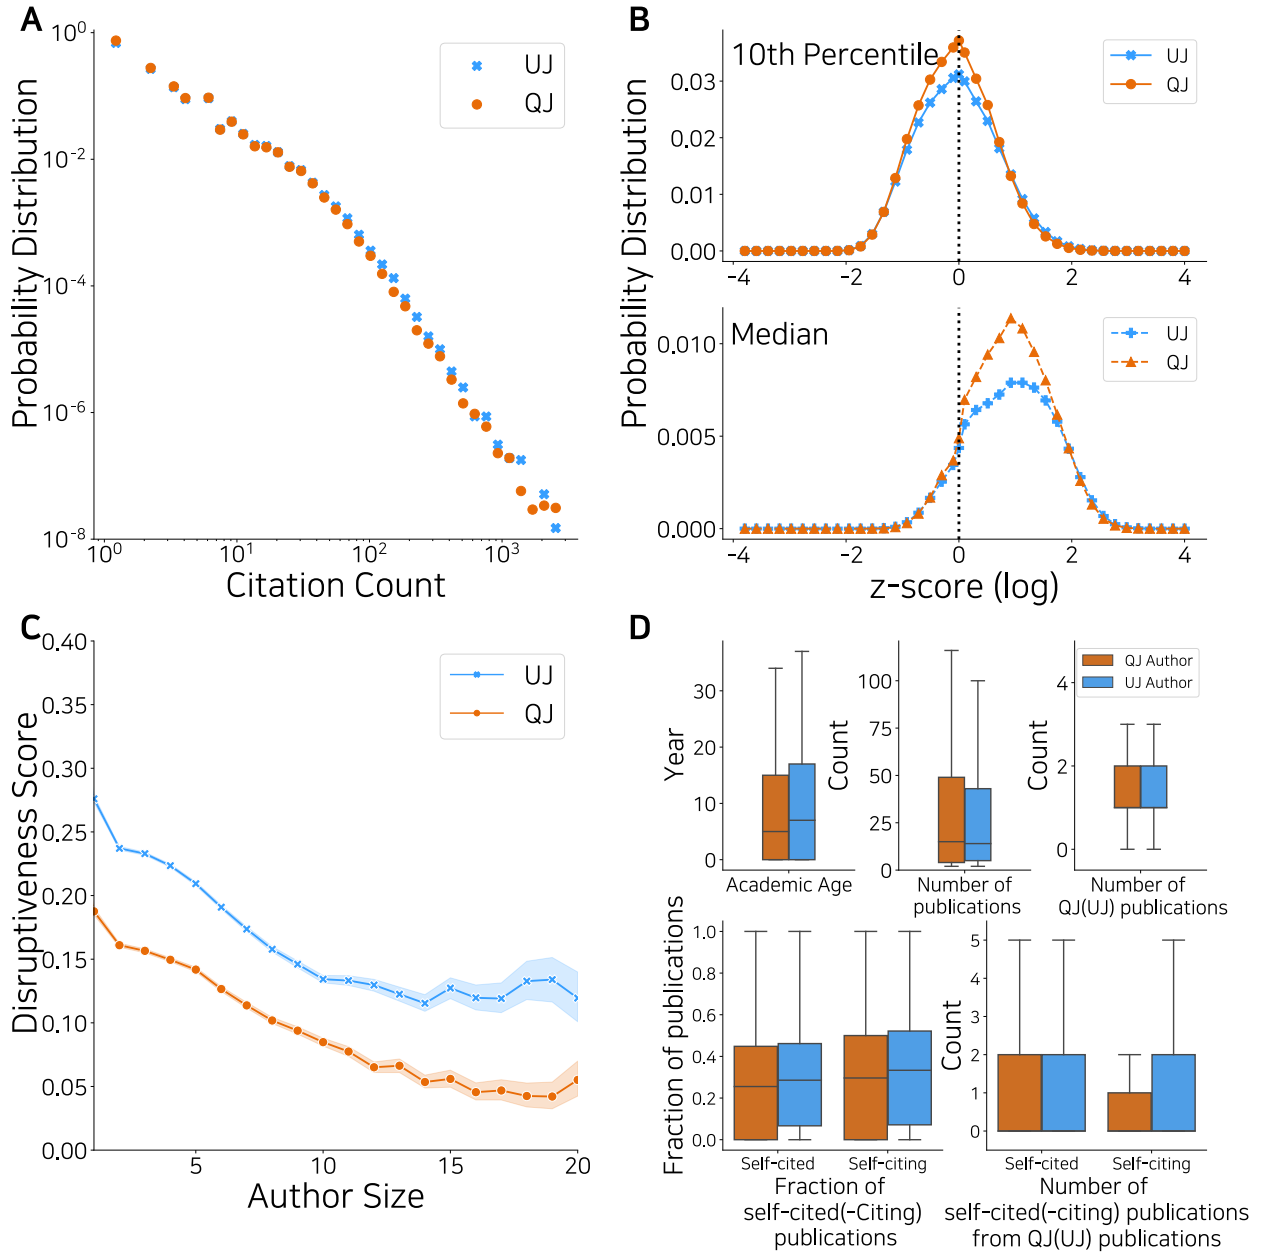 A
Probability Distribution
10^0
10^-2
10^-4
10^-6
10^-8
UJ
QJ
10^0
10^1
10^2
10^3
Citation Count
B
Probability Distribution
10th Percentile
UJ
QJ
0.03
0.02
0.01
0.00
−4
−2
0
2
4
Median
UJ
QJ
0.010
0.005
0.000
−4
−2
0
2
4
z-score (log)
C
Disruptiveness Score
0.40
0.35
0.30
0.25
0.20
0.15
0.10
0.05
0.00
UJ
QJ
5
10
15
20
Author Size
D
Year
30
20
10
0
Academic Age
Count
100
75
50
25
0
Number of
publications
Count
4
2
0
QJ Author
UJ Author
Number of
QJ(UJ) publications
Fraction of publications
1.0
0.8
0.6
0.4
0.2
0.0
Self-cited
Self-citing
Fraction of
self-cited(-Citing)
publications
Count
5
4
3
2
1
0
Self-cited
Self-citing
Number of
self-cited(-citing) publications
from QJ(UJ) publications